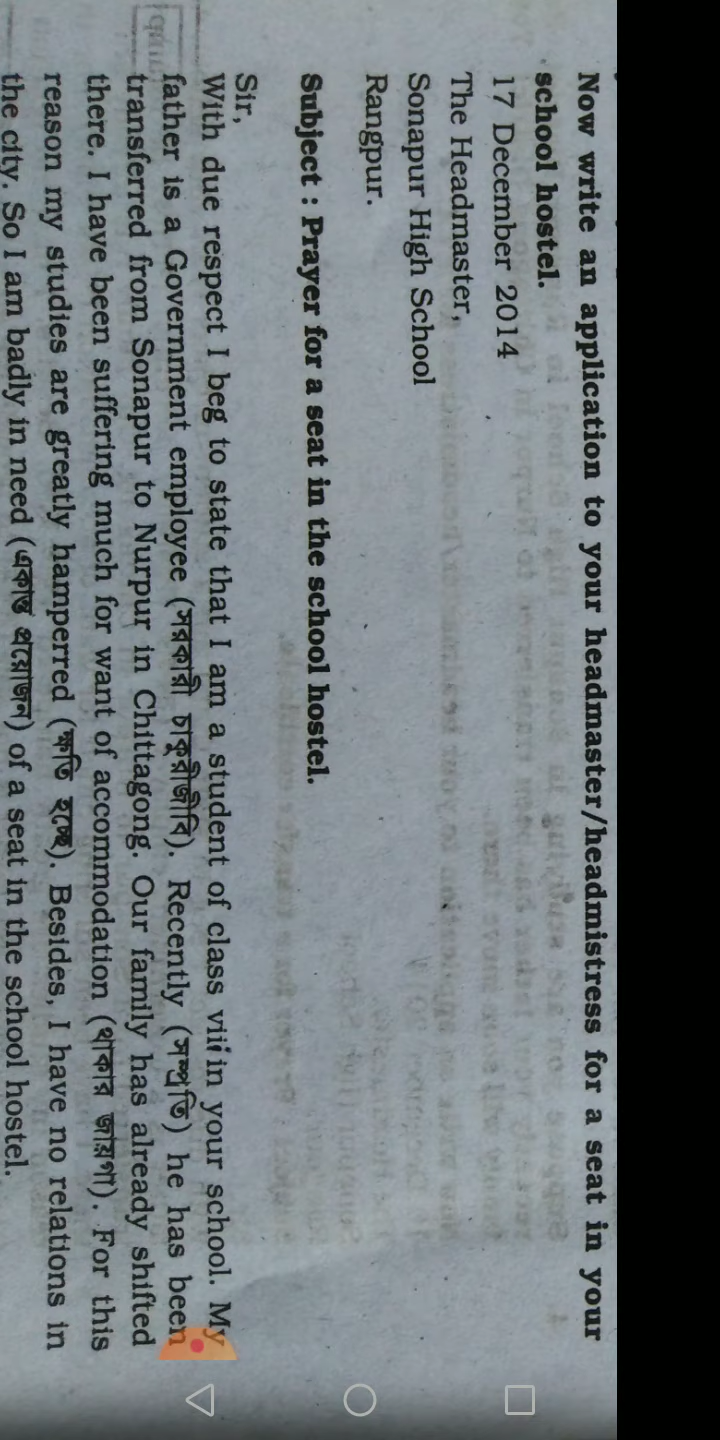 Now write an application to your headmaster/headmistress for a seat in your
school hostel.
17 December 2014
The Headmaster,
Sonapur High School
Rangpur.
Subject : Prayer for a seat in the school hostel.
Sir,
With due respect I beg to state that I am a student of class viii in your school. My
father is a Government employee (সরকারী চাকুরীজীবি). Recently (সম্প্রতি) he has been
transferred from Sonapur to Nurpur in Chittagong. Our family has already shifted
there. I have been suffering much for want of accommodation (থাকার জায়গা). For this
reason my studies are greatly hamperred (ক্ষতি হচ্ছে). Besides, I have no relations in
the city. So I am badly in need (একান্ত প্রয়োজন) of a seat in the school hostel.